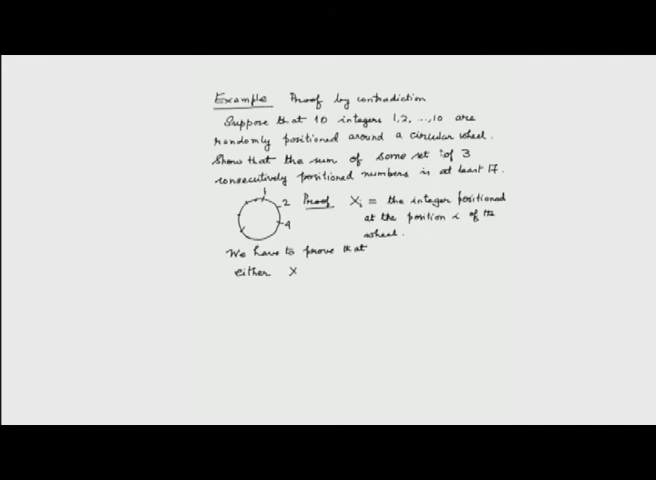 Example Proof by contradiction
Suppose that 10 integers 1,2, ...,10 are
randomly positioned around a circular wheel.
Show that the sum of some set of 3
consecutively positioned numbers is at least 17.
1
2
4
Proof Xi = the integer positioned
at the position i of the
wheel.
We have to prove that
either X